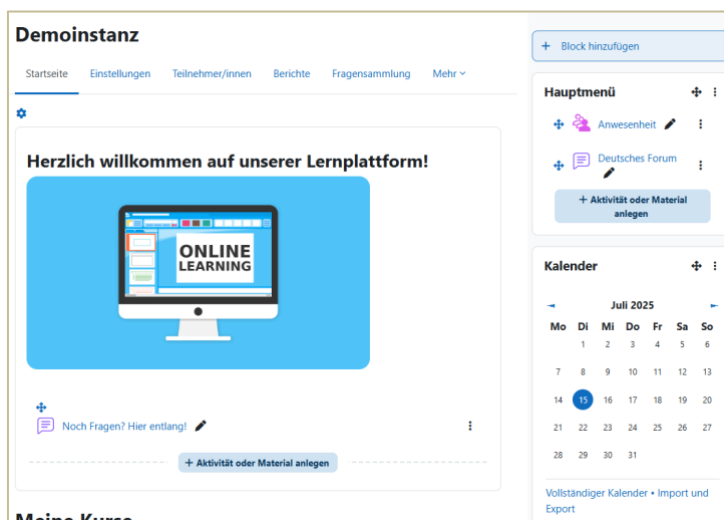 Demoinstanz
Startseite Einstellungen Teilnehmer/innen Berichte Fragensammlung Mehr
Herzlich willkommen auf unserer Lernplattform!
ONLINE
LEARNING
Noch Fragen? Hier entlang!
+ Aktivität oder Material anlegen
Meine Kurse
+ Block hinzufügen
Hauptmenü
Anwesenheit
Deutsches Forum
+ Aktivität oder Material
anlegen
Kalender
Juli 2025
Mo Di Mi Do Fr Sa So
1 2 3 4 5 6
7 8 9 10 11 12 13
14 15 16 17 18 19 20
21 22 23 24 25 26 27
28 29 30 31
Vollständiger Kalender • Import und
Export